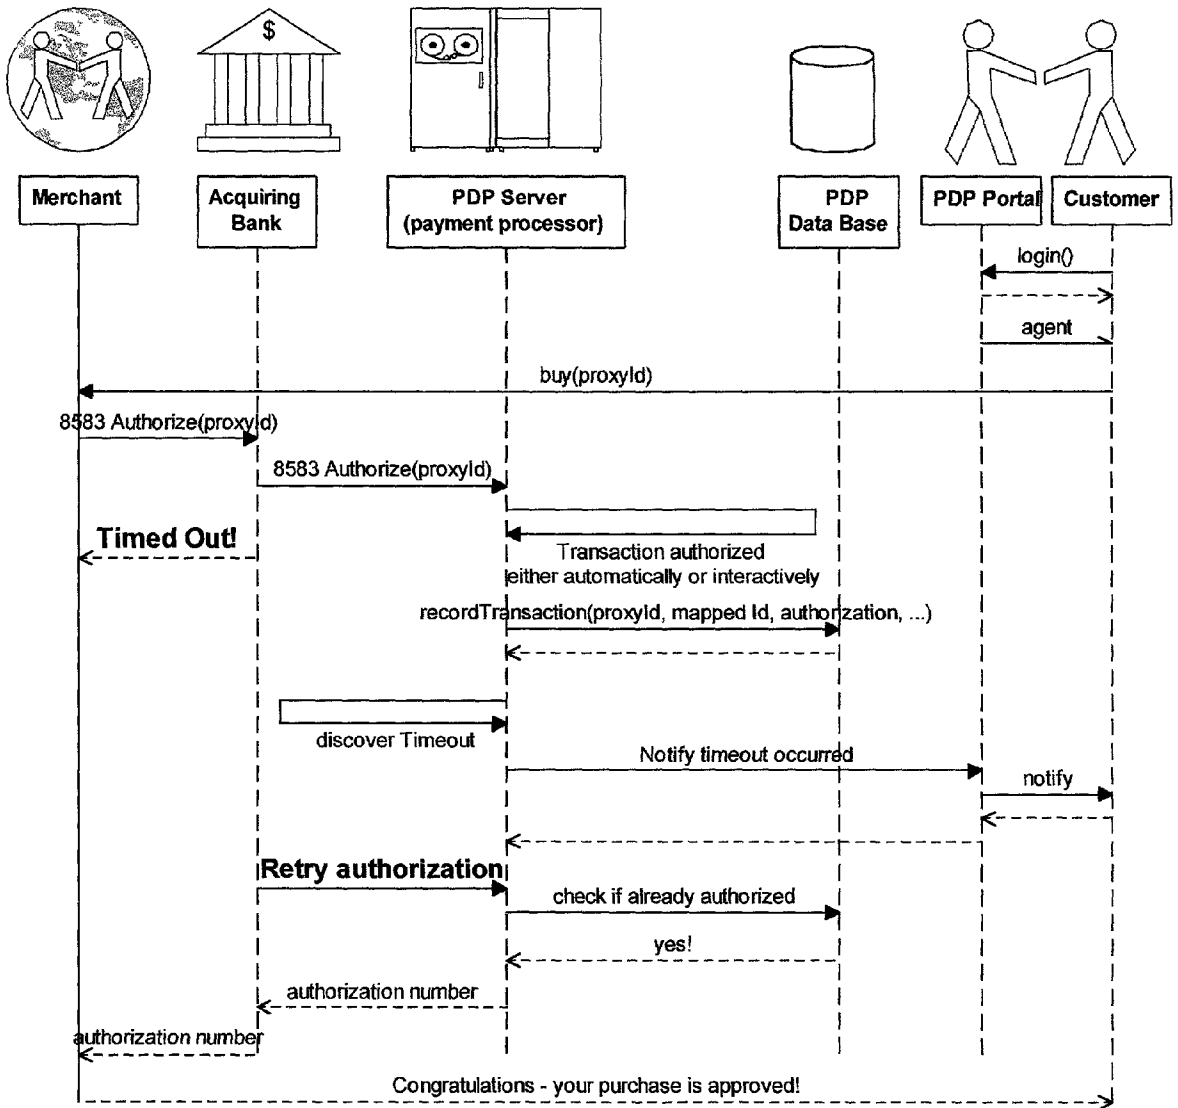 $
Merchant
Acquiring
Bank
PDP Server
(payment processor)
PDP
Data Base
PDP Portal
Customer
login()
agent
buy(proxyId)
8583 Authorize(proxyId)
8583 Authorize(proxyId)
Timed Out!
Transaction authorized
either automatically or interactively
recordTransaction(proxyId, mapped Id, authorization, ...)
discover Timeout
Notify timeout occurred
notify
Retry authorization
check if already authorized
yes!
authorization number
authorization number
Congratulations - your purchase is approved!